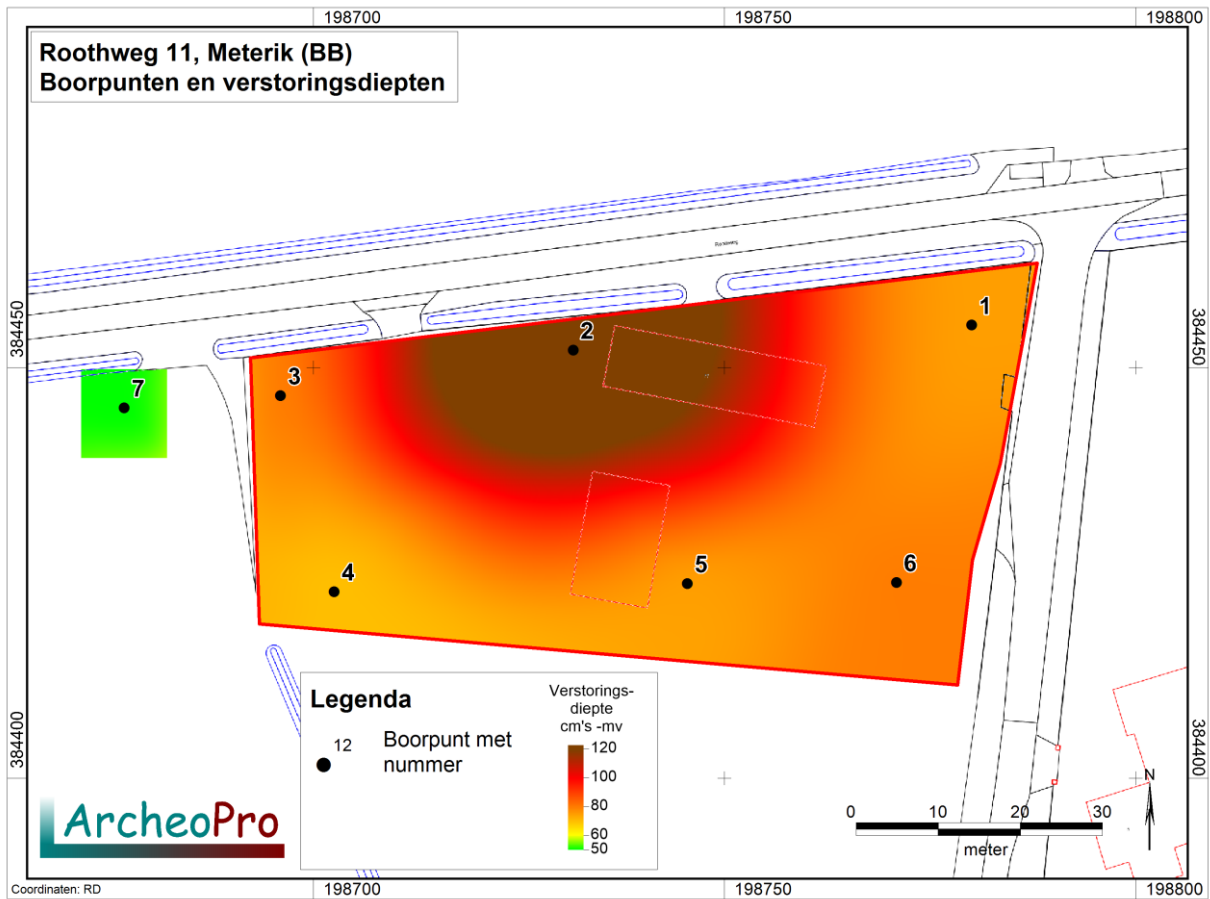 198700
198750
198800
Roothweg 11, Meterik (BB)
Boorpunten en verstoringsdiepten
384450
384450
1
2
3
7
4
5
6
Legenda
12
Boorpunt met
nummer
Verstorings-
diepte
cm's -mv
120
100
80
60
50
384400
384400
N
0
10
20
30
meter
ArcheoPro
Coordinaten: RD
198700
198750
198800